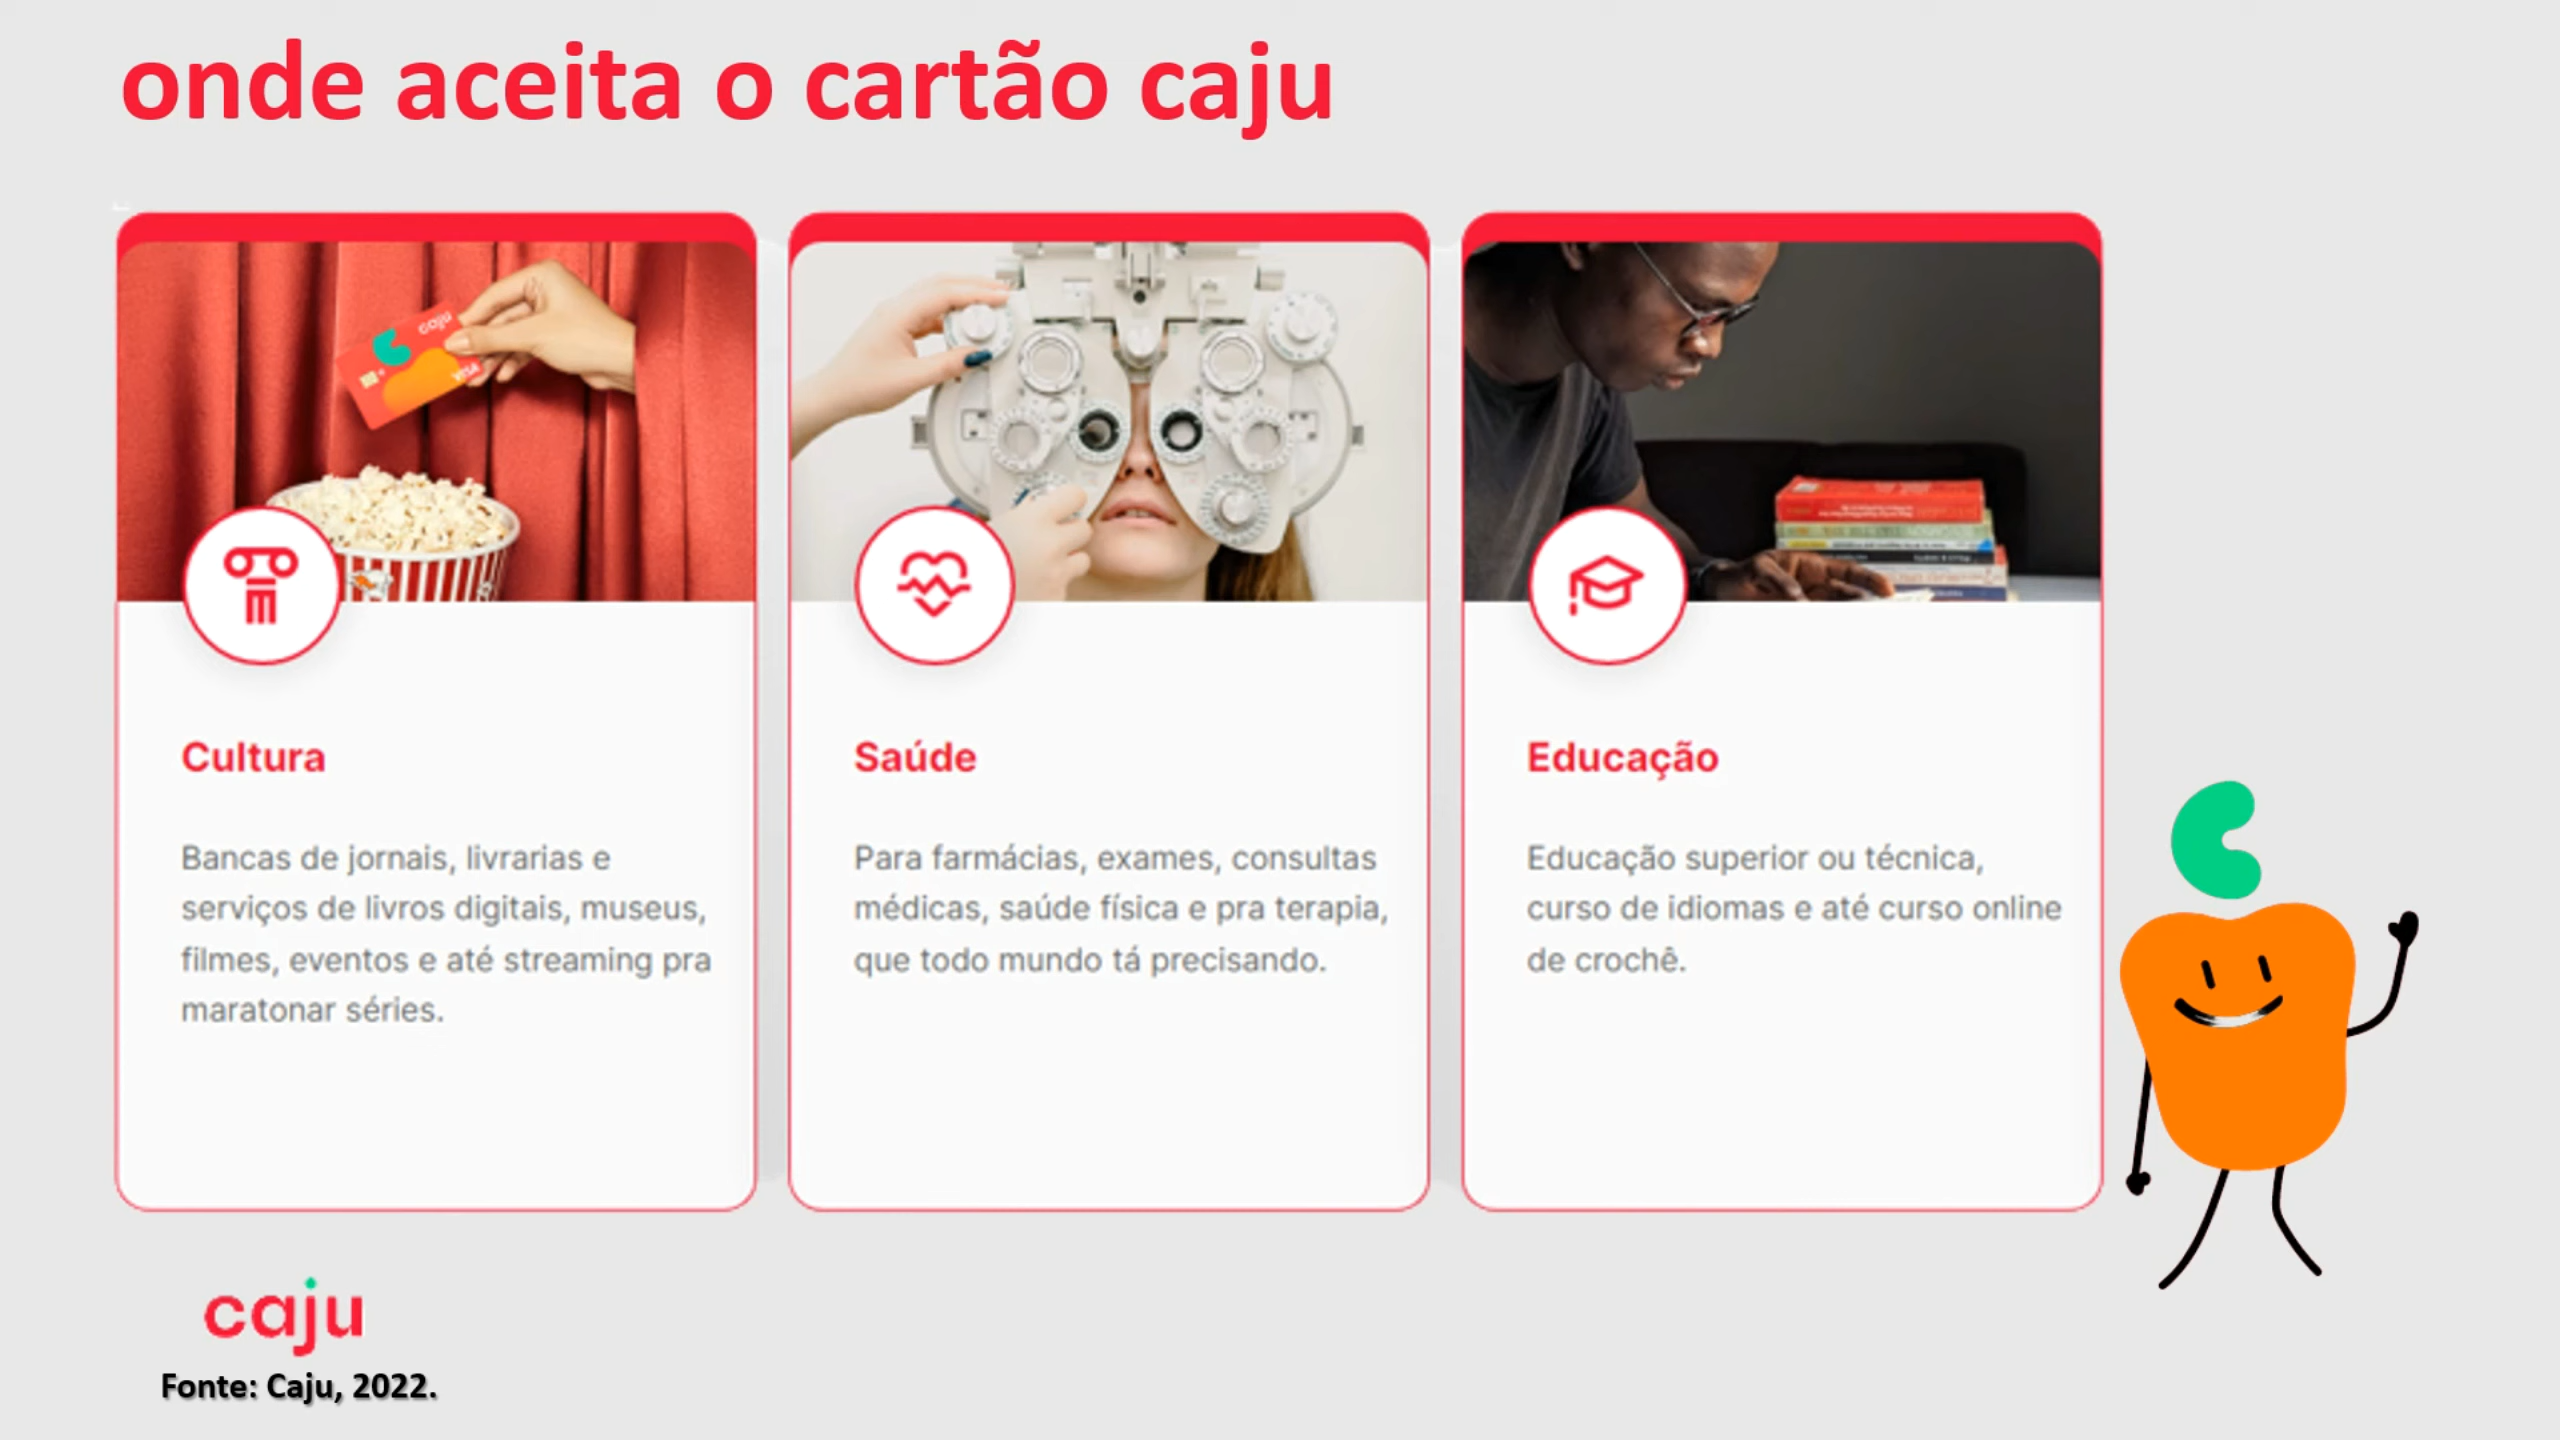 onde aceita o cartão caju
caju
VISA
Cultura
Bancas de jornais, livrarias e
serviços de livros digitais, museus,
filmes, eventos e até streaming pra
maratonar séries.
Saúde
Para farmácias, exames, consultas
médicas, saúde física e pra terapia,
que todo mundo tá precisando.
Educação
Educação superior ou técnica,
curso de idiomas e até curso online
de crochê.
caju
Fonte: Caju, 2022.